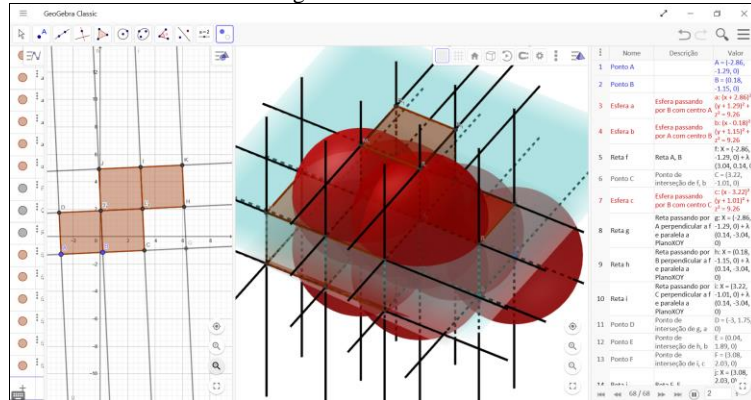 GeoGebra Classic
Nome Descrição Valor
1 Ponto A A = (-2.86, -1.29, 0)
2 Ponto B B = (0.18, -1.15, 0)
3 Esfera a Esfera passando por B com centro A a: (x + 2.86)² (y + 1.29)² + z² = 9.26
4 Esfera b Esfera passando por A com centro B b: (x - 0.18)² (y + 1.15)² + z² = 9.26
5 Reta f Reta A, B f: X = (-2.86, -1.29, 0) + λ (3.04, 0.14, 0
6 Ponto C Ponto de interseção de f, b C = (3.22, -1.01, 0)
7 Esfera c Esfera passando por B com centro C c: (x - 3.22)² (y + 1.01)² + z² = 9.26
8 Reta g Reta passando por A perpendicular a f e paralela a PlanoXOY g: X = (-2.86, -1.29, 0) + λ (0.14, -3.04, 0)
9 Reta h Reta passando por B perpendicular a f e paralela a PlanoXOY h: X = (0.18, -1.15, 0) + λ (0.14, -3.04, 0)
10 Reta i Reta passando por C perpendicular a f e paralela a PlanoXOY i: X = (3.22, -1.01, 0) + λ (0.14, -3.04, 0)
11 Ponto D Ponto de interseção de g, a D = (-3, 1.75, 0)
12 Ponto E Ponto de interseção de h, b E = (0.04, 1.89, 0)
13 Ponto F Ponto de interseção de i, c F = (3.08, 2.03, 0)
14 Reta j Reta E, F j: X = (3.08, 2.03, 0)
68 / 68 2